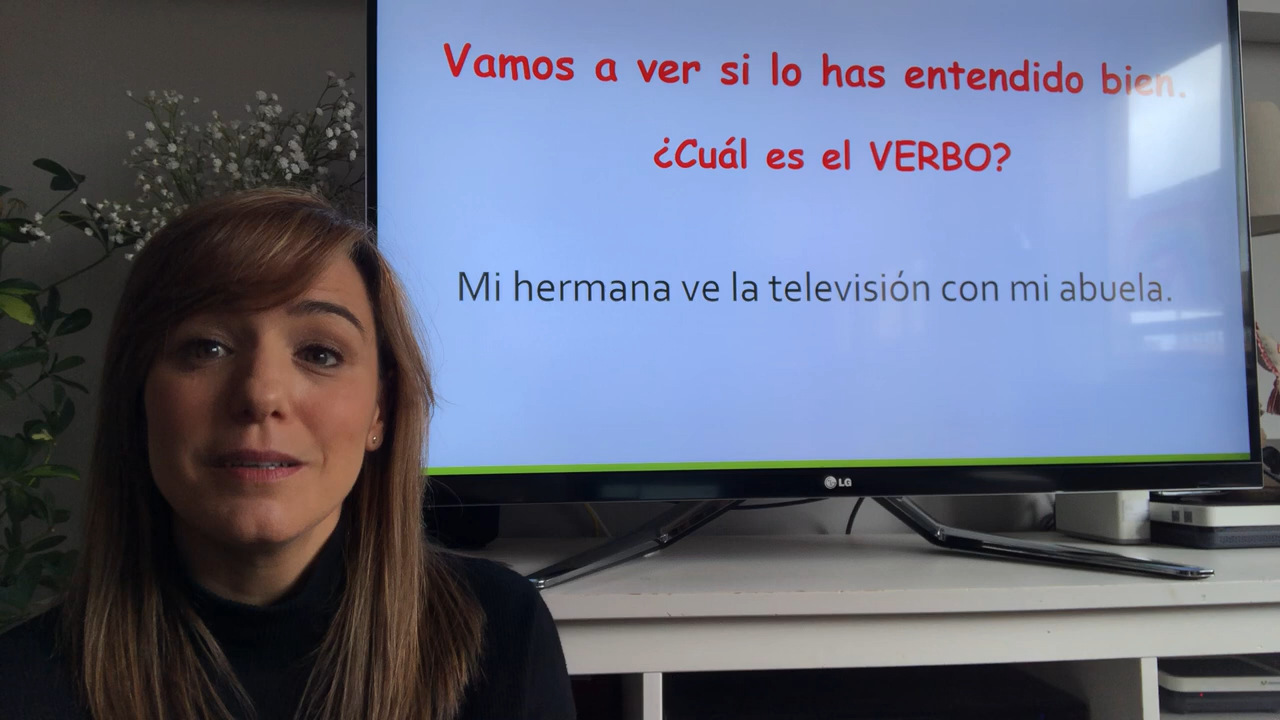 Vamos a ver si lo has entendido bien.
¿Cuál es el VERBO?
Mi hermana ve la televisión con mi abuela.
LG